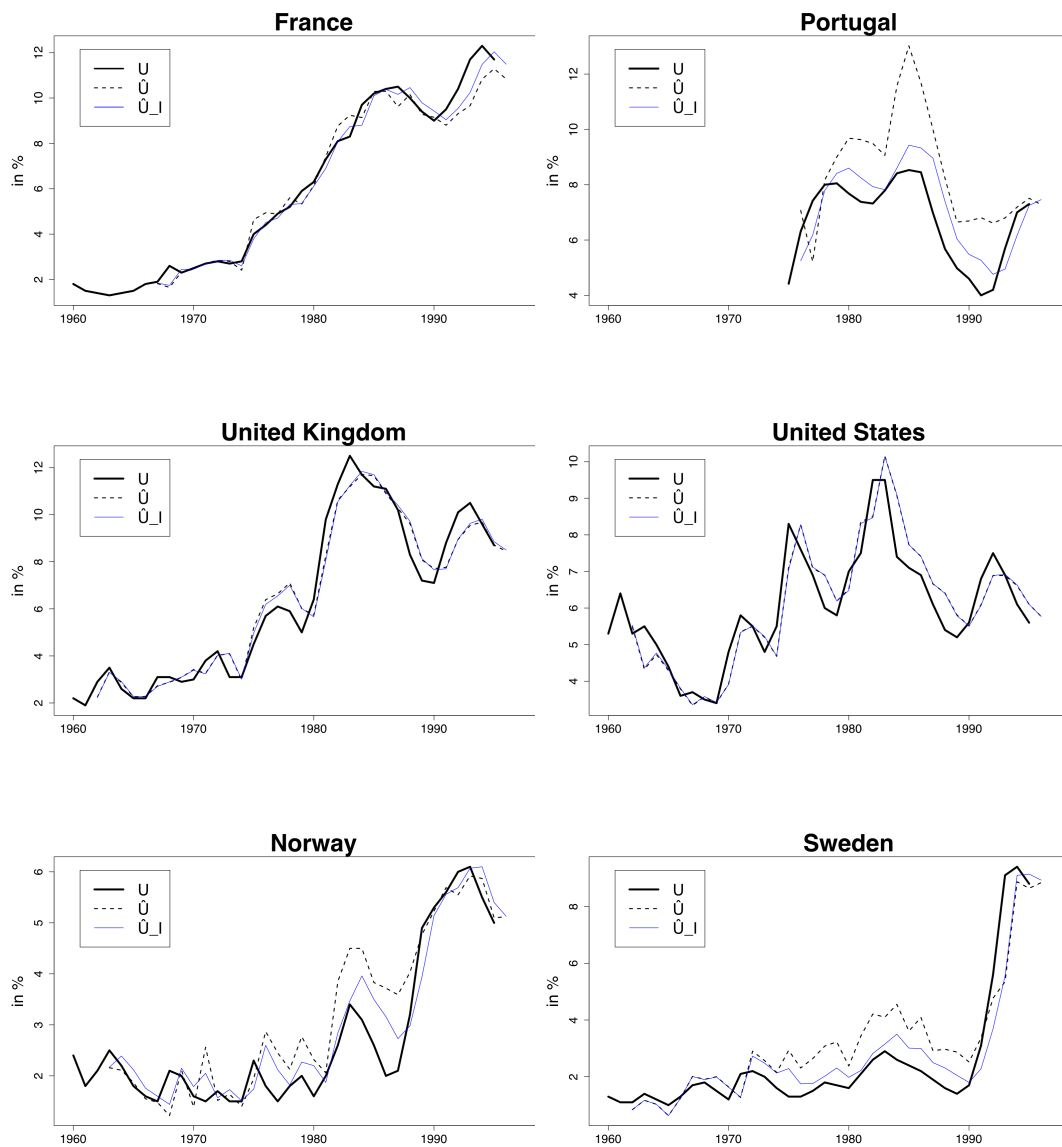 France
in %
12
10
8
6
4
2
U
Û
Û_I
1960 1970 1980 1990
Portugal
in %
12
10
8
6
4
U
Û
Û_I
1960 1970 1980 1990
United Kingdom
in %
12
10
8
6
4
2
U
Û
Û_I
1960 1970 1980 1990
United States
in %
10
9
8
7
6
5
4
U
Û
Û_I
1960 1970 1980 1990
Norway
in %
6
5
4
3
2
U
Û
Û_I
1960 1970 1980 1990
Sweden
in %
8
6
4
2
U
Û
Û_I
1960 1970 1980 1990